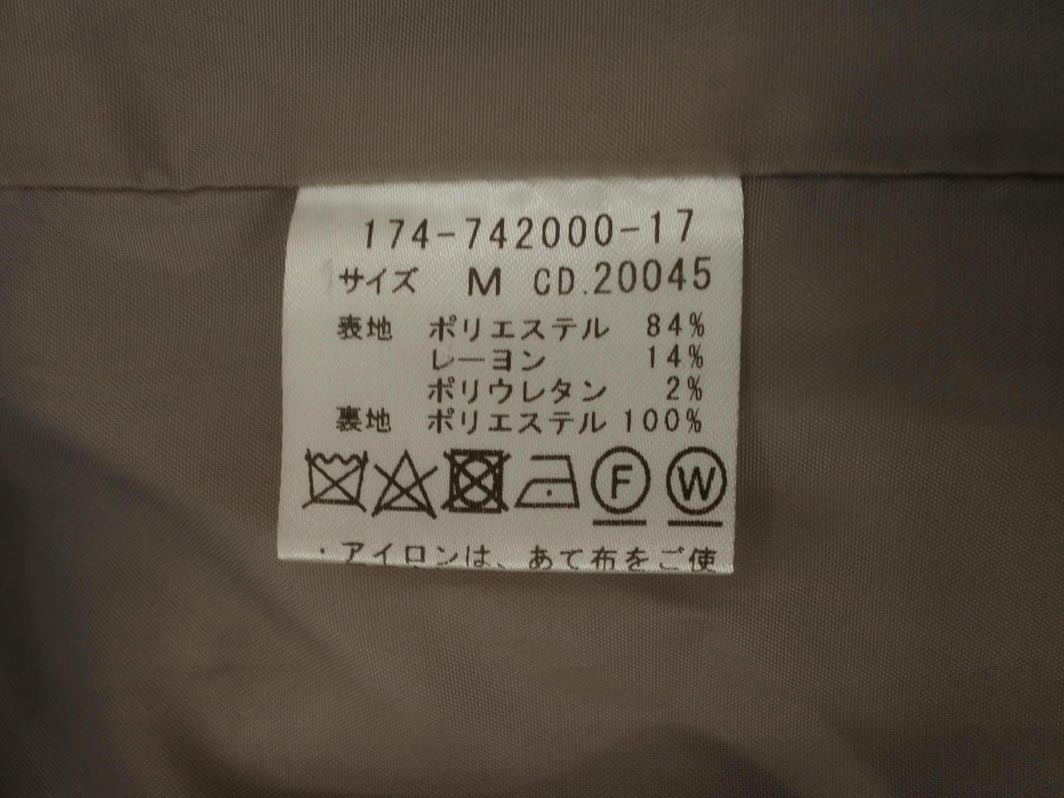 174-742000-17
サイズ M CD.20045
表地 ポリエステル 84%
レーヨン 14%
ポリウレタン 2%
裏地 ポリエステル 100%
F W
・アイロンは、あて布をご使